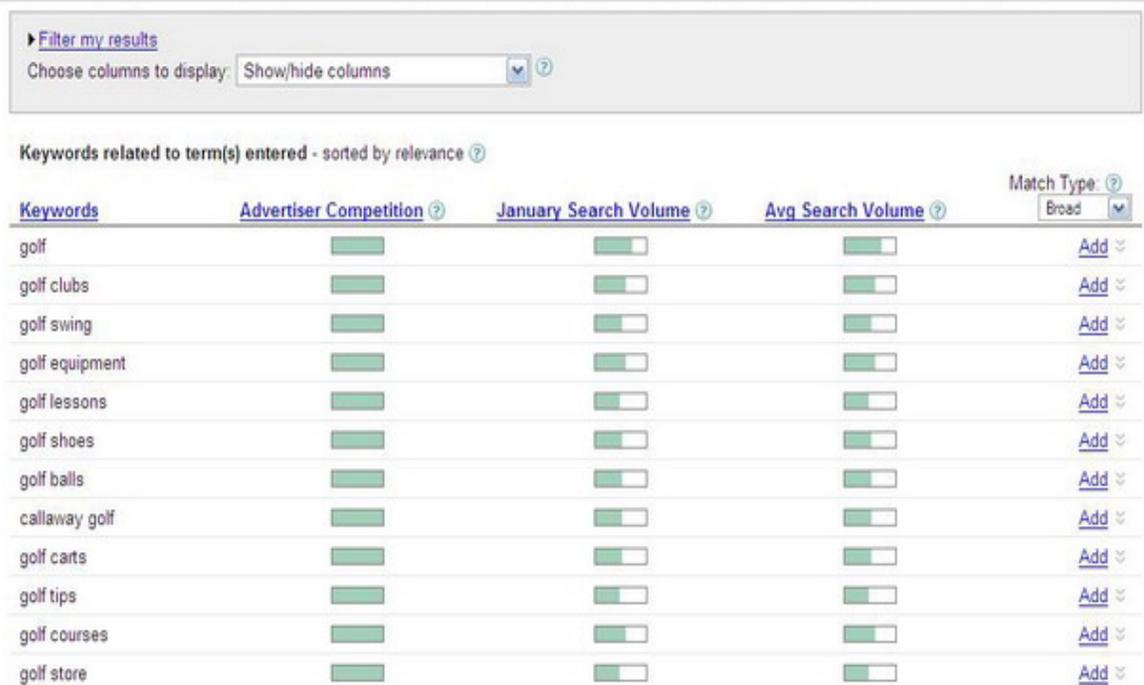 Filter my results
Choose columns to display: Show/hide columns ?
Keywords related to term(s) entered - sorted by relevance ?
Match Type: ?
Keywords Advertiser Competition ? January Search Volume ? Avg Search Volume ? Broad
golf Add
golf clubs Add
golf swing Add
golf equipment Add
golf lessons Add
golf shoes Add
golf balls Add
callaway golf Add
golf carts Add
golf tips Add
golf courses Add
golf store Add